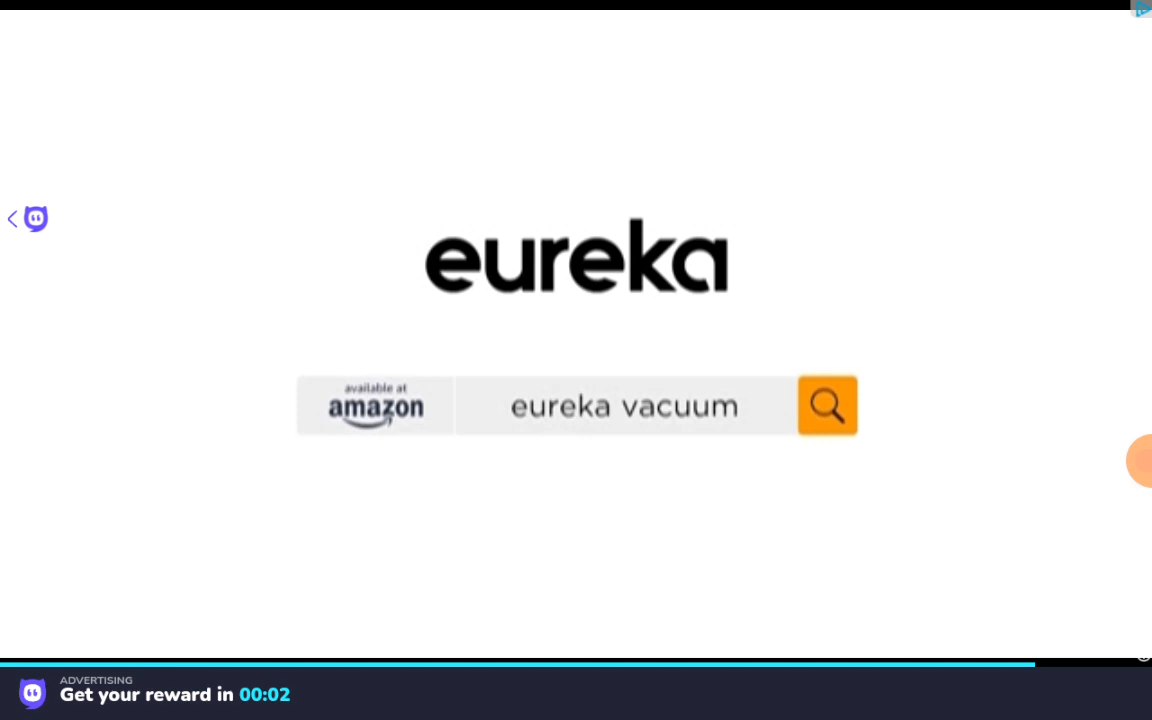 eureka
available at
amazon
eureka vacuum
ADVERTISING
Get your reward in 00:02